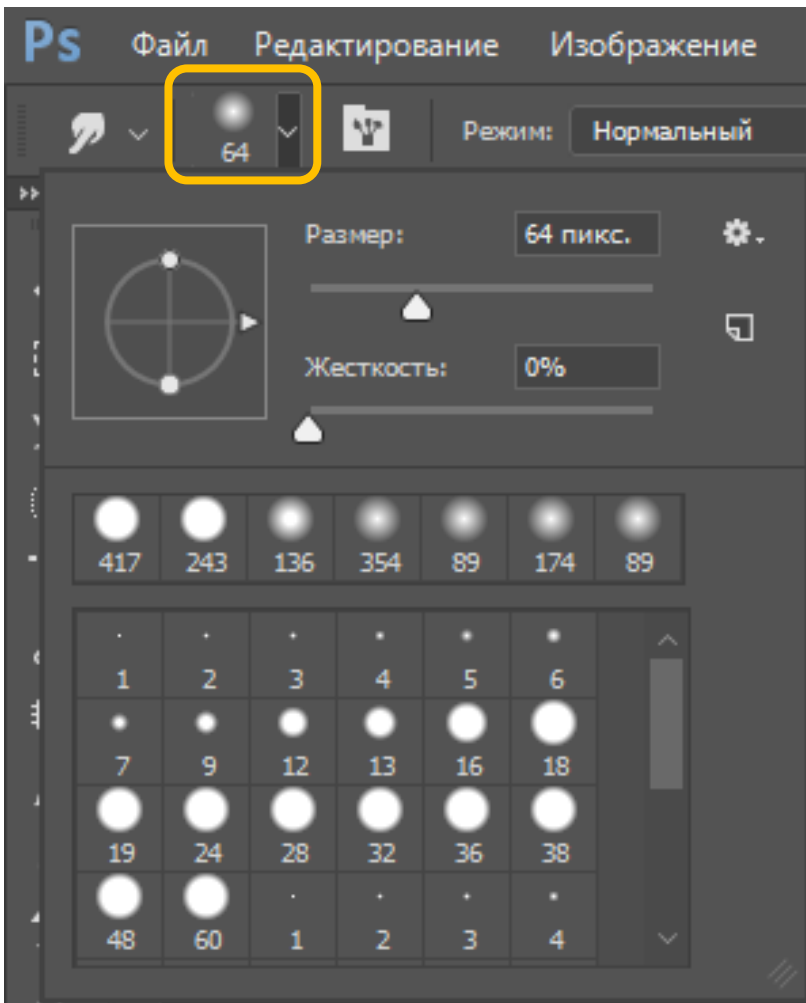 Ps Файл Редактирование Изображение
64 Режим: Нормальный
Размер: 64 пикс.
Жесткость: 0%
417 243 136 354 89 174 89
1 2 3 4 5 6
7 9 12 13 16 18
19 24 28 32 36 38
48 60 1 2 3 4